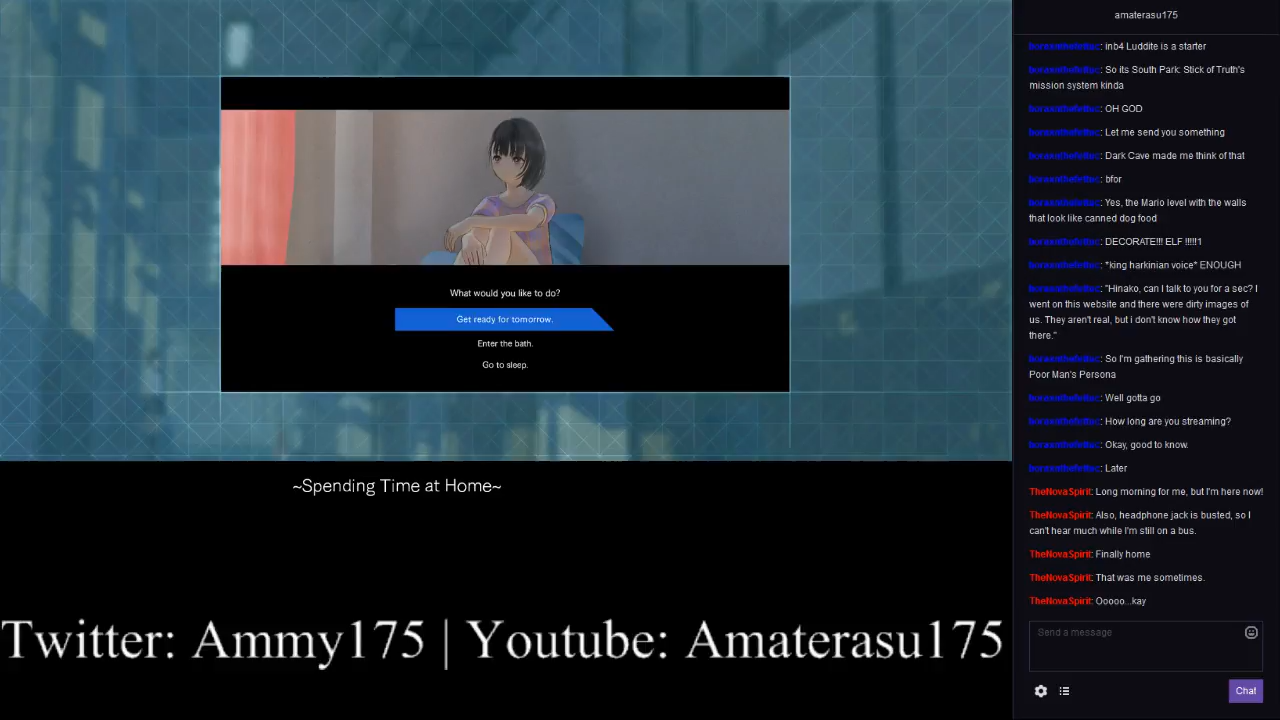 What would you like to do?
Get ready for tomorrow.
Enter the bath.
Go to sleep.
~Spending Time at Home~
Twitter: Ammy175 | Youtube: Amaterasu175
amaterasu175
: inb4 Luddite is a starter
: So its South Park: Stick of Truth's
mission system kinda
: OH GOD
: Let me send you something
: Dark Cave made me think of that
: bfor
: Yes, the Mario level with the walls
that look like canned dog food
: DECORATE!!! ELF !!!!!1
: *king harkinian voice* ENOUGH
: "Hinako, can I talk to you for a sec? I
went on this website and there were dirty images of
us. They aren't real, but i don't know how they got
there."
: So I'm gathering this is basically
Poor Man's Persona
: Well gotta go
: How long are you streaming?
: Okay, good to know.
: Later
TheNovaSpirit: Long morning for me, but I'm here now!
TheNovaSpirit: Also, headphone jack is busted, so I
can't hear much while I'm still on a bus.
TheNovaSpirit: Finally home
TheNovaSpirit: That was me sometimes.
TheNovaSpirit: Ooooo...kay
Send a message
Chat